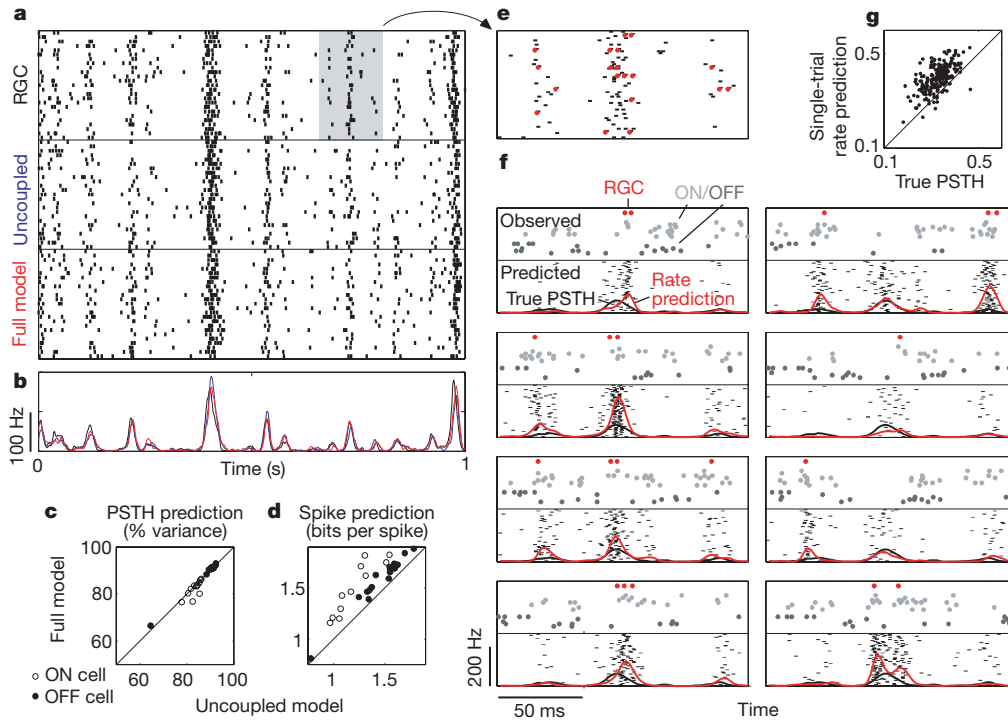 a
RGC
Uncoupled
Full model
b
100 Hz
0
1
Time (s)
c
PSTH prediction
(% variance)
100
80
60
60
80
100
Full model
ON cell
OFF cell
d
Spike prediction
(bits per spike)
1.5
1
1
1.5
Uncoupled model
e
f
RGC
ON/OFF
Observed
Predicted
True PSTH
Rate
prediction
200 Hz
50 ms
Time
g
Single-trial
rate prediction
0.5
0.1
0.1
0.5
True PSTH